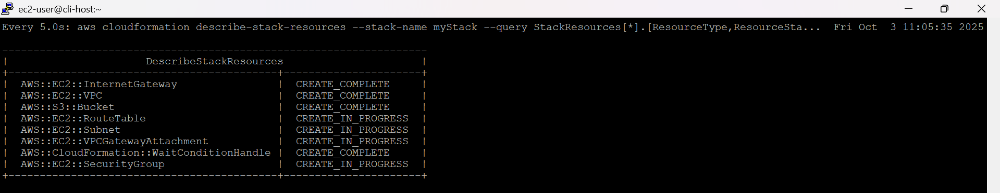 ec2-user@cli-host:~
Every 5.0s: aws cloudformation describe-stack-resources --stack-name myStack --query StackResources[*].[ResourceType,ResourceSta...  Fri Oct  3 11:05:35 2025
--------------------------------------------------------------------
|                      DescribeStackResources                      |
+-------------------------------------------+----------------------+
|  AWS::EC2::InternetGateway                |  CREATE_COMPLETE     |
|  AWS::EC2::VPC                            |  CREATE_COMPLETE     |
|  AWS::S3::Bucket                          |  CREATE_COMPLETE     |
|  AWS::EC2::RouteTable                     |  CREATE_IN_PROGRESS  |
|  AWS::EC2::Subnet                         |  CREATE_IN_PROGRESS  |
|  AWS::EC2::VPCGatewayAttachment           |  CREATE_IN_PROGRESS  |
|  AWS::CloudFormation::WaitConditionHandle |  CREATE_COMPLETE     |
|  AWS::EC2::SecurityGroup                  |  CREATE_IN_PROGRESS  |
+-------------------------------------------+----------------------+